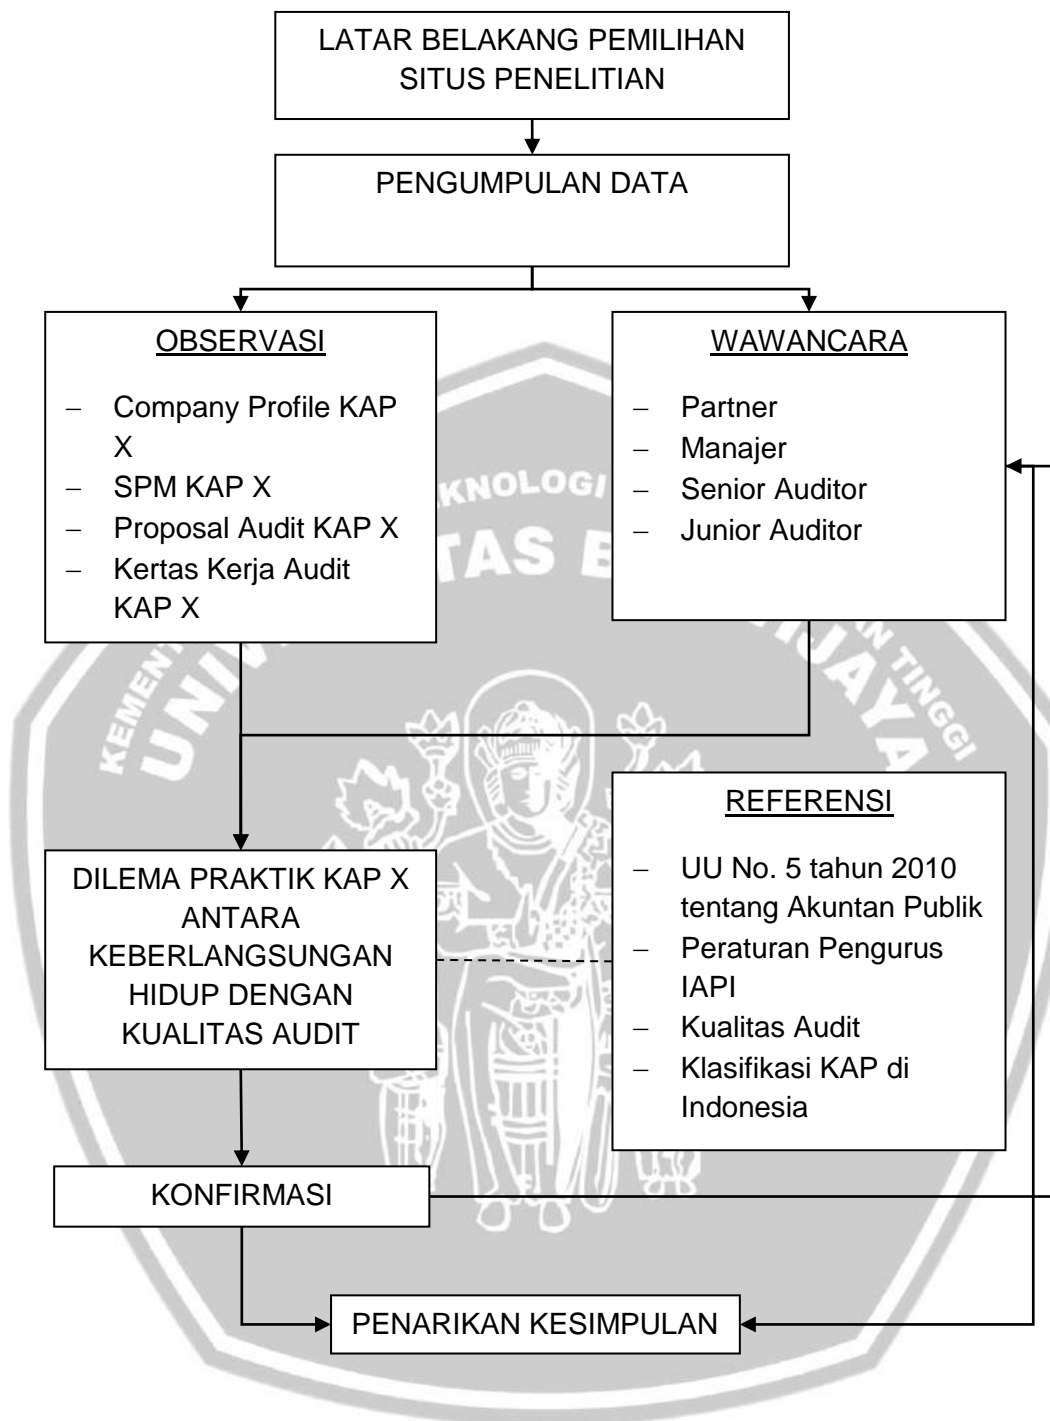 LATAR BELAKANG PEMILIHAN
SITUS PENELITIAN
PENGUMPULAN DATA
OBSERVASI
– Company Profile KAP
X
– SPM KAP X
– Proposal Audit KAP X
– Kertas Kerja Audit
KAP X
WAWANCARA
– Partner
– Manajer
– Senior Auditor
– Junior Auditor
DILEMA PRAKTIK KAP X
ANTARA
KEBERLANGSUNGAN
HIDUP DENGAN
KUALITAS AUDIT
REFERENSI
– UU No. 5 tahun 2010
tentang Akuntan Publik
– Peraturan Pengurus
IAPI
– Kualitas Audit
– Klasifikasi KAP di
Indonesia
KONFIRMASI
PENARIKAN KESIMPULAN
TINGGI